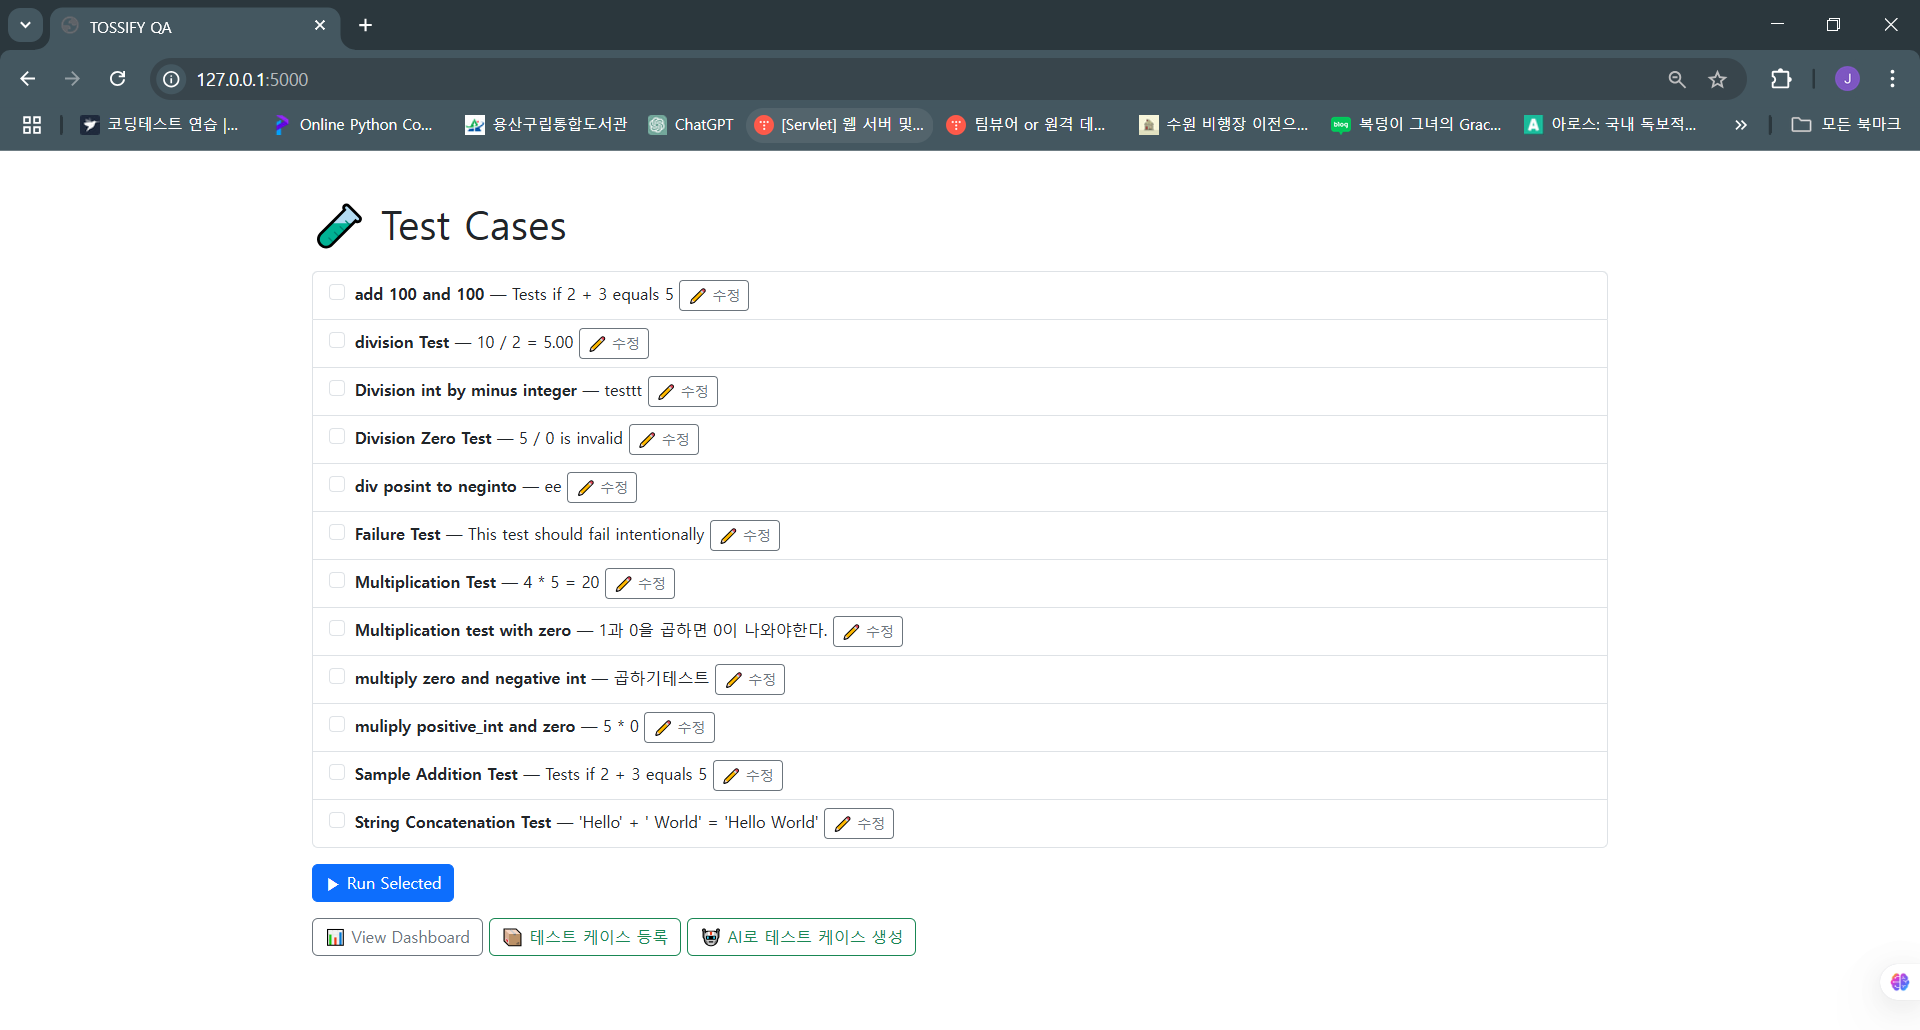 TOSSIFY QA
127.0.0.1:5000
코딩테스트 연습 |...
Online Python Co...
용산구립통합도서관
ChatGPT
[Servlet] 웹 서버 및...
팀뷰어 or 원격 데...
수원 비행장 이전으...
blog
복덩이 그녀의 Grac...
A
아로스: 국내 독보적...
모든 북마크
J
Test Cases
add 100 and 100 — Tests if 2 + 3 equals 5 수정
division Test — 10 / 2 = 5.00 수정
Division int by minus integer — testtt 수정
Division Zero Test — 5 / 0 is invalid 수정
div posint to neginto — ee 수정
Failure Test — This test should fail intentionally 수정
Multiplication Test — 4 * 5 = 20 수정
Multiplication test with zero — 1과 0을 곱하면 0이 나와야한다. 수정
multiply zero and negative int — 곱하기테스트 수정
muliply positive_int and zero — 5 * 0 수정
Sample Addition Test — Tests if 2 + 3 equals 5 수정
String Concatenation Test — 'Hello' + ' World' = 'Hello World' 수정
Run Selected
View Dashboard
테스트 케이스 등록
AI로 테스트 케이스 생성